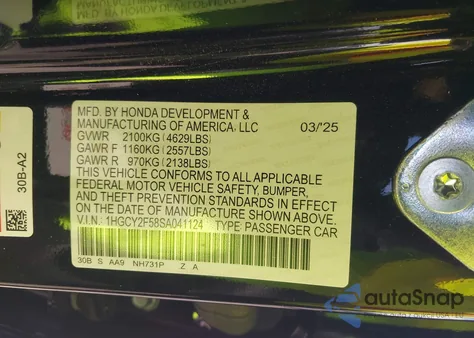 MFD. BY HONDA DEVELOPMENT &
MANUFACTURING OF AMERICA, LLC 03/'25
GVWR 2100KG(4629LBS)
GAWR F 1160KG(2557LBS)
GAWR R 970KG(2138LBS)
THIS VEHICLE CONFORMS TO ALL APPLICABLE
FEDERAL MOTOR VEHICLE SAFETY, BUMPER,
AND THEFT PREVENTION STANDARDS IN EFFECT
ON THE DATE OF MANUFACTURE SHOWN ABOVE.
V.I.N.: 1HGCY2F58SA041124 TYPE: PASSENGER CAR
30B S AA9 NH731P Z A
30B-A2
autoSnap